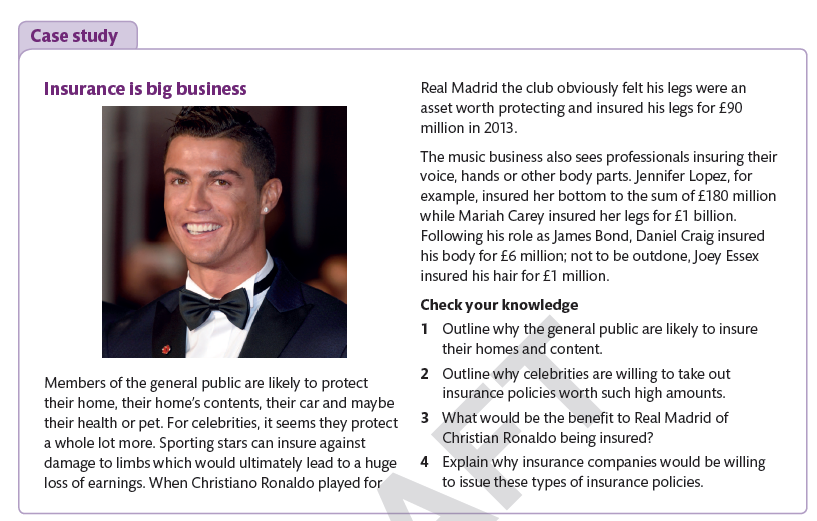 Case study
Insurance is big business
Members of the general public are likely to protect
their home, their home's contents, their car and maybe
their health or pet. For celebrities, it seems they protect
a whole lot more. Sporting stars can insure against
damage to limbs which would ultimately lead to a huge
loss of earnings. When Christiano Ronaldo played for
Real Madrid the club obviously felt his legs were an
asset worth protecting and insured his legs for £90
million in 2013.
The music business also sees professionals insuring their
voice, hands or other body parts. Jennifer Lopez, for
example, insured her bottom to the sum of £180 million
while Mariah Carey insured her legs for £1 billion.
Following his role as James Bond, Daniel Craig insured
his body for £6 million; not to be outdone, Joey Essex
insured his hair for £1 million.
Check your knowledge
1 Outline why the general public are likely to insure
their homes and content.
2 Outline why celebrities are willing to take out
insurance policies worth such high amounts.
3 What would be the benefit to Real Madrid of
Christian Ronaldo being insured?
4 Explain why insurance companies would be willing
to issue these types of insurance policies.
AFT